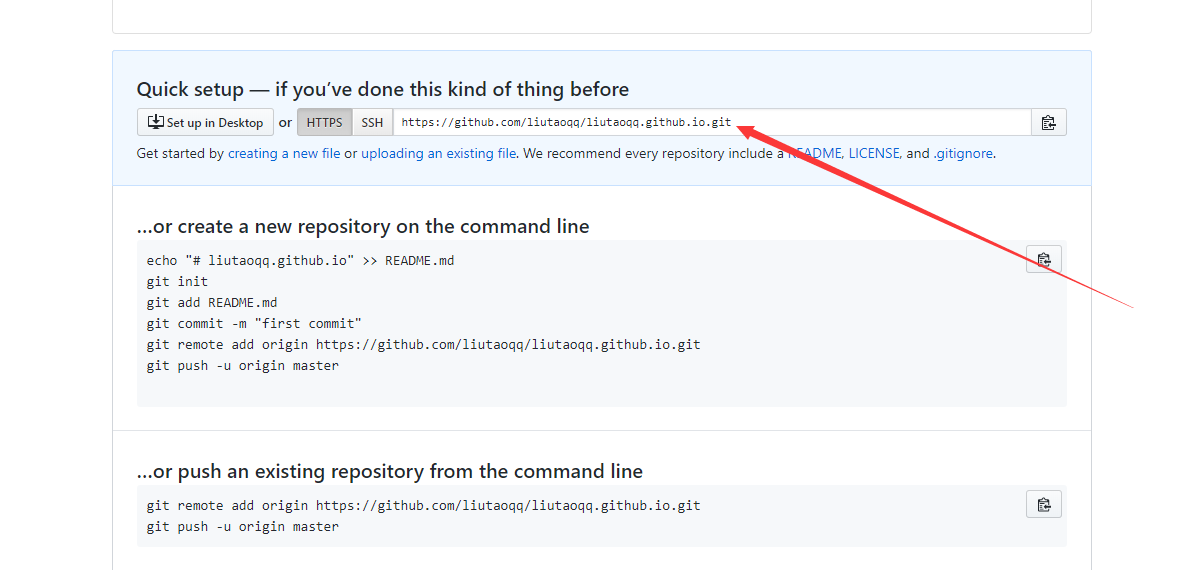 Quick setup — if you’ve done this kind of thing before
Set up in Desktop or HTTPS SSH https://github.com/liutaoqq/liutaoqq.github.io.git
Get started by creating a new file or uploading an existing file. We recommend every repository include a README, LICENSE, and .gitignore.
…or create a new repository on the command line
echo "# liutaoqq.github.io" >> README.md
git init
git add README.md
git commit -m "first commit"
git remote add origin https://github.com/liutaoqq/liutaoqq.github.io.git
git push -u origin master
…or push an existing repository from the command line
git remote add origin https://github.com/liutaoqq/liutaoqq.github.io.git
git push -u origin master